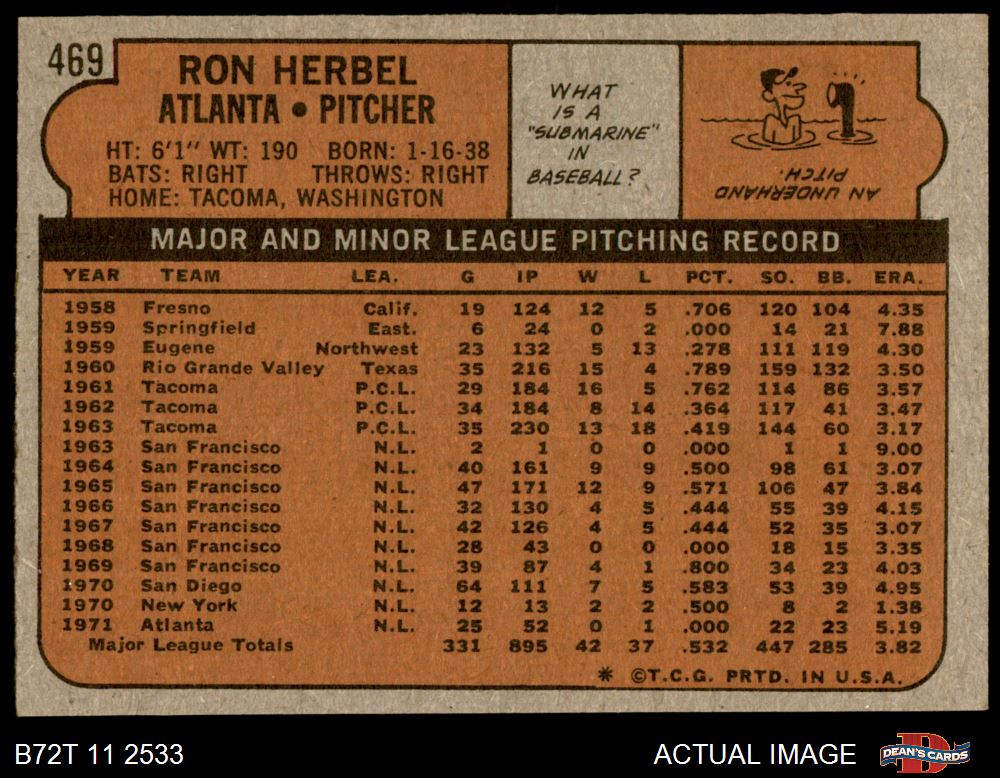 469
RON HERBEL
ATLANTA • PITCHER
HT: 6'1" WT: 190 BORN: 1-16-38
BATS: RIGHT THROWS: RIGHT
HOME: TACOMA, WASHINGTON
WHAT
IS A
"SUBMARINE"
IN
BASEBALL?
AN UNDERHAND
PITCH.
MAJOR AND MINOR LEAGUE PITCHING RECORD
YEAR TEAM LEA. G IP W L PCT. SO. BB. ERA.
1958 Fresno Calif. 19 124 12 5 .706 120 104 4.35
1959 Springfield East. 6 24 0 2 .000 14 21 7.88
1959 Eugene Northwest 23 132 5 13 .278 111 119 4.30
1960 Rio Grande Valley Texas 35 216 15 4 .789 159 132 3.50
1961 Tacoma P.C.L. 29 184 16 5 .762 114 86 3.57
1962 Tacoma P.C.L. 34 184 8 14 .364 117 41 3.47
1963 Tacoma P.C.L. 35 230 13 18 .419 144 60 3.17
1963 San Francisco N.L. 2 1 0 0 .000 1 1 9.00
1964 San Francisco N.L. 40 161 9 9 .500 98 61 3.07
1965 San Francisco N.L. 47 171 12 9 .571 106 47 3.84
1966 San Francisco N.L. 32 130 4 5 .444 55 39 4.15
1967 San Francisco N.L. 42 126 4 5 .444 52 35 3.07
1968 San Francisco N.L. 28 43 0 0 .000 18 15 3.35
1969 San Francisco N.L. 39 87 4 1 .800 34 23 4.03
1970 San Diego N.L. 64 111 7 5 .583 53 39 4.95
1970 New York N.L. 12 13 2 2 .500 8 2 1.38
1971 Atlanta N.L. 25 52 0 1 .000 22 23 5.19
Major League Totals 331 895 42 37 .532 447 285 3.82
* ©T.C.G. PRTD. IN U.S.A.
B72T 11 2533
ACTUAL IMAGE
DEAN'S CARDS